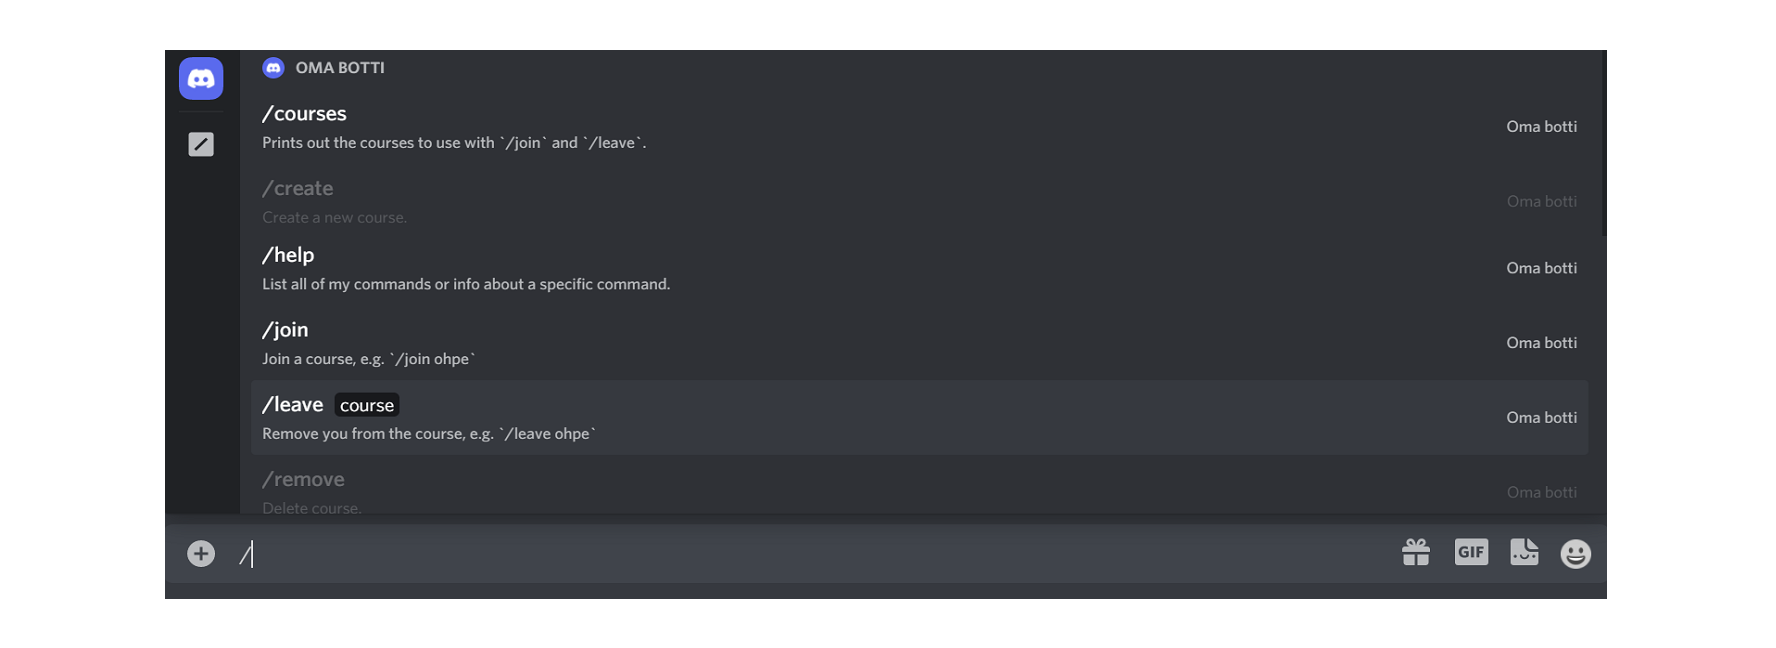 OMA BOTTI
/courses
Oma botti
Prints out the courses to use with `/join` and `/leave`.
/create
Oma botti
Create a new course.
/help
Oma botti
List all of my commands or info about a specific command.
/join
Oma botti
Join a course, e.g. `/join ohpe`
/leave course
Oma botti
Remove you from the course, e.g. `/leave ohpe`
/remove
Oma botti
Delete course.
/
GIF